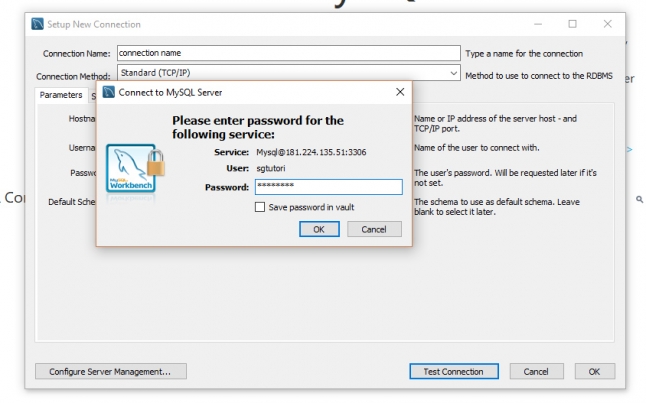 Setup New Connection
Connection Name: connection name Type a name for the connection
Connection Method: Standard (TCP/IP) Method to use to connect to the RDBMS
Parameters
Connect to MySQL Server
Please enter password for the
following service:
Service: Mysql@181.224.135.51:3306
User: sgtutori
Password: ********
Save password in vault
OK Cancel
MySQL
Workbench
Name or IP address of the server host - and
TCP/IP port.
Name of the user to connect with.
The user's password. Will be requested later if it's
not set.
Default Sche
The schema to use as default schema. Leave
blank to select it later.
Configure Server Management... Test Connection Cancel OK